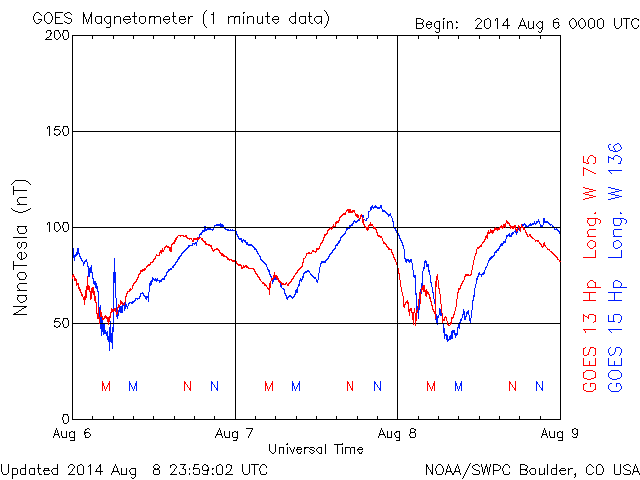 GOES Magnetometer (1 minute data)
Begin: 2014 Aug 6 0000 UTC
200
150
100
50
0
NanoTesla (nT)
M M N N M M N N M M N N
Aug 6 Aug 7 Aug 8 Aug 9
Universal Time
GOES 13 Hp Long. W 75
GOES 15 Hp Long. W 136
Updated 2014 Aug 8 23:59:02 UTC
NOAA/SWPC Boulder, CO USA